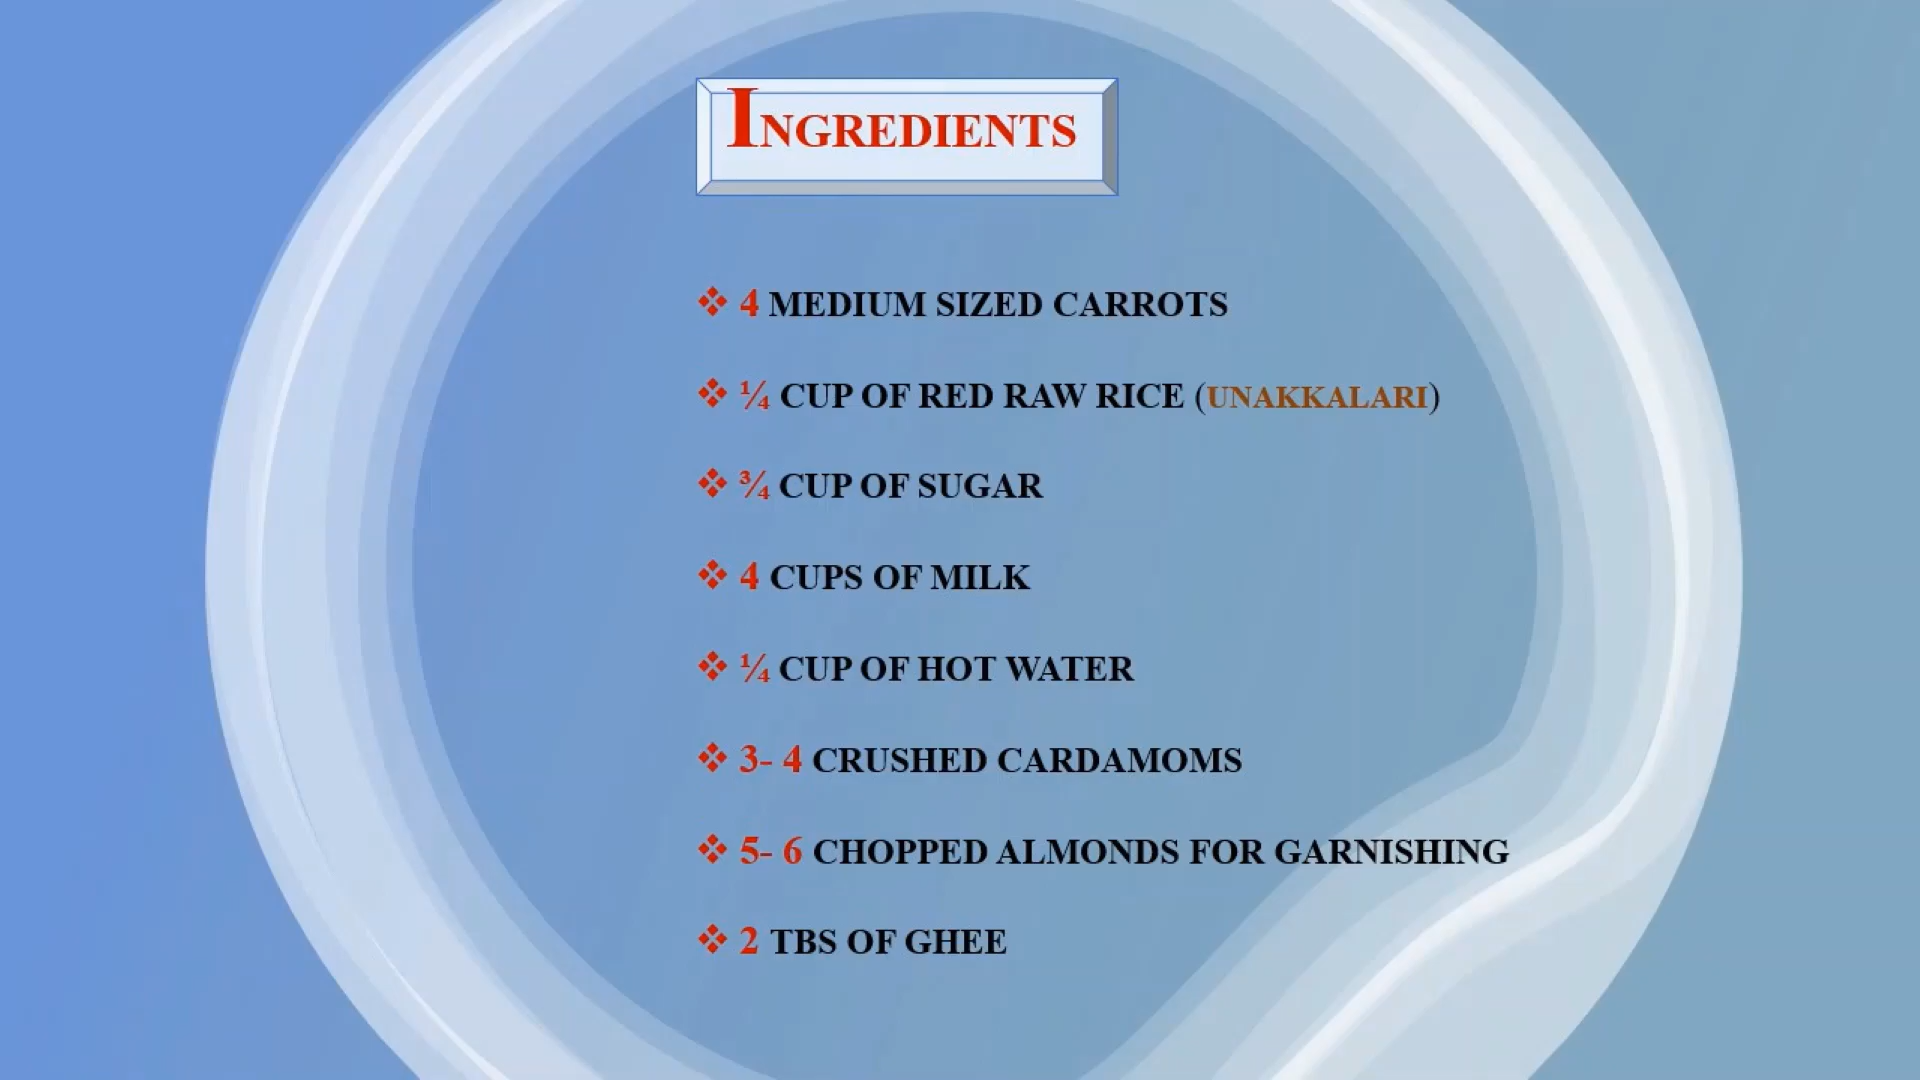 INGREDIENTS
❖ 4 MEDIUM SIZED CARROTS
❖ ¼ CUP OF RED RAW RICE (UNAKKALARI)
❖ ¾ CUP OF SUGAR
❖ 4 CUPS OF MILK
❖ ¼ CUP OF HOT WATER
❖ 3- 4 CRUSHED CARDAMOMS
❖ 5- 6 CHOPPED ALMONDS FOR GARNISHING
❖ 2 TBS OF GHEE